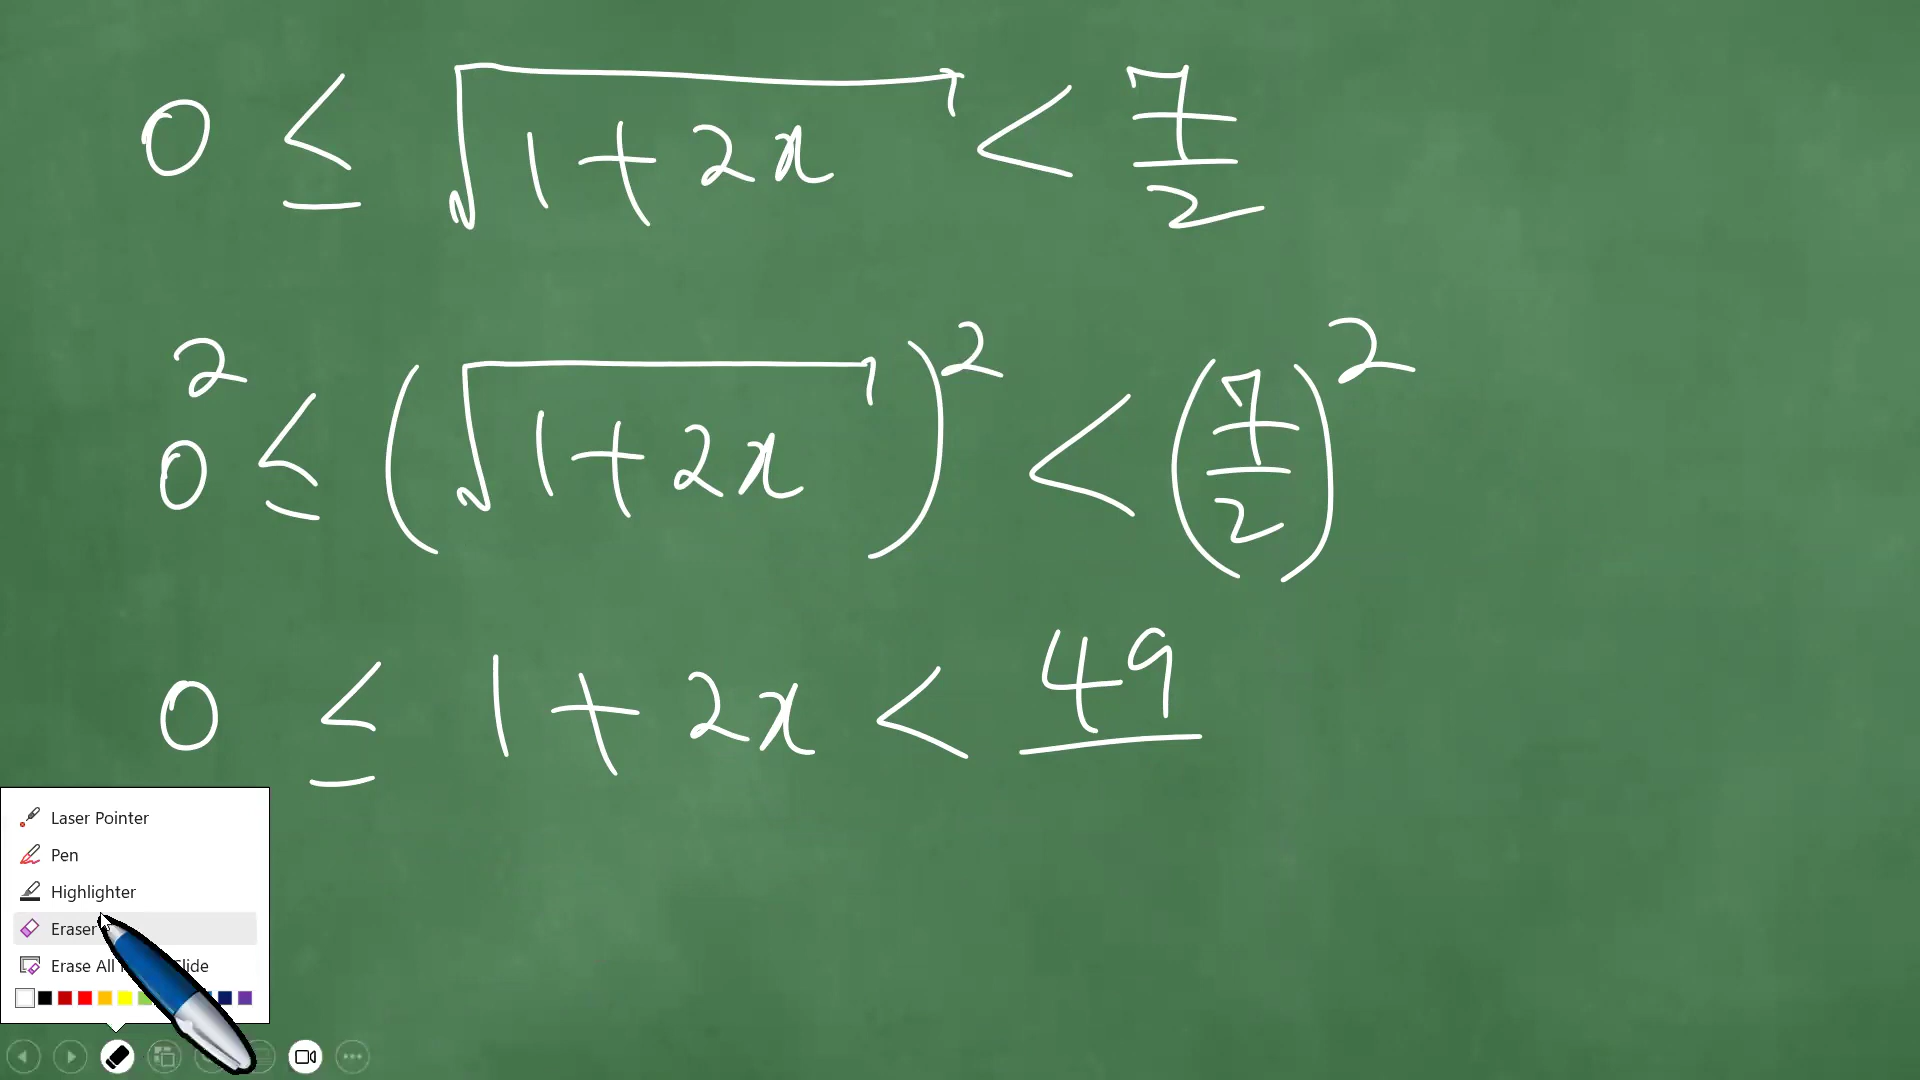 0 ≤ √(1+2x) < 7/2
0² ≤ (√(1+2x))² < (7/2)²
0 ≤ 1+2x < 49
Laser Pointer
Pen
Highlighter
Eraser
Erase All